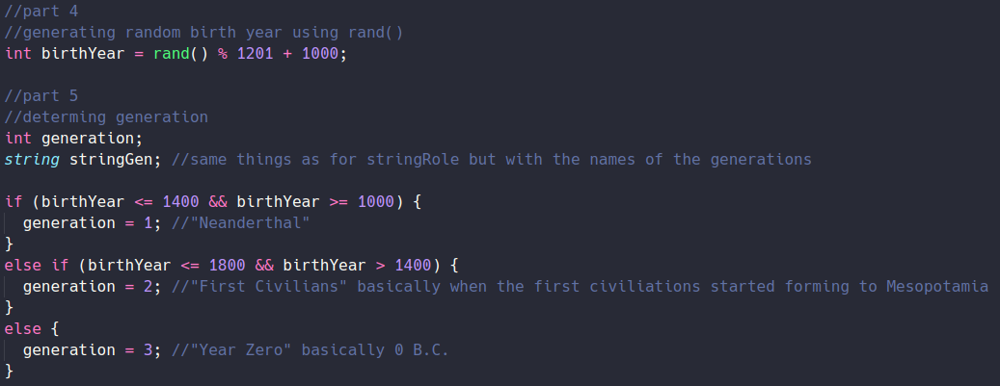 //part 4
//generating random birth year using rand()
int birthYear = rand() % 1201 + 1000;
//part 5
//determing generation
int generation;
string stringGen; //same things as for stringRole but with the names of the generations
if (birthYear <= 1400 && birthYear >= 1000) {
generation = 1; //"Neanderthal"
}
else if (birthYear <= 1800 && birthYear > 1400) {
generation = 2; //"First Civilians" basically when the first civiliations started forming to Mesopotamia
}
else {
generation = 3; //"Year Zero" basically 0 B.C.
}